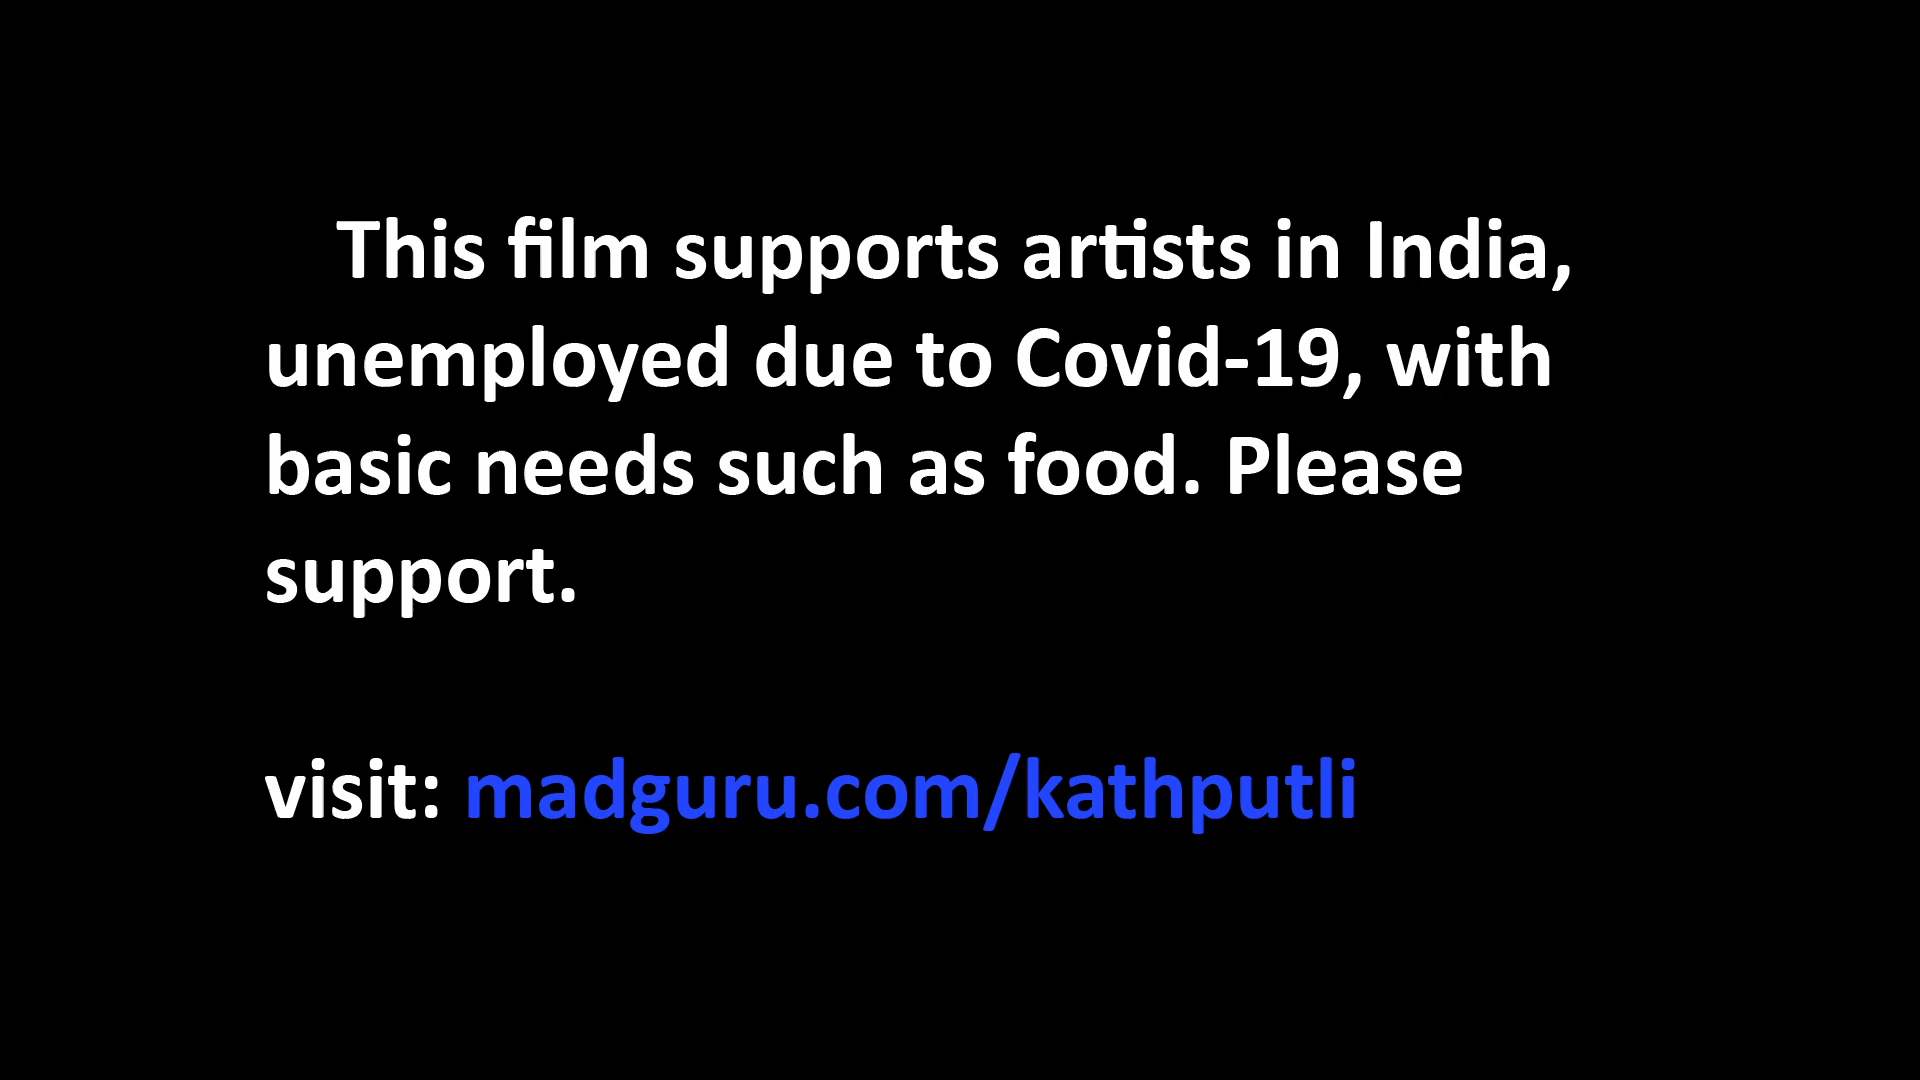 This film supports artists in India,
unemployed due to Covid-19, with
basic needs such as food. Please
support.
visit: madguru.com/kathputli